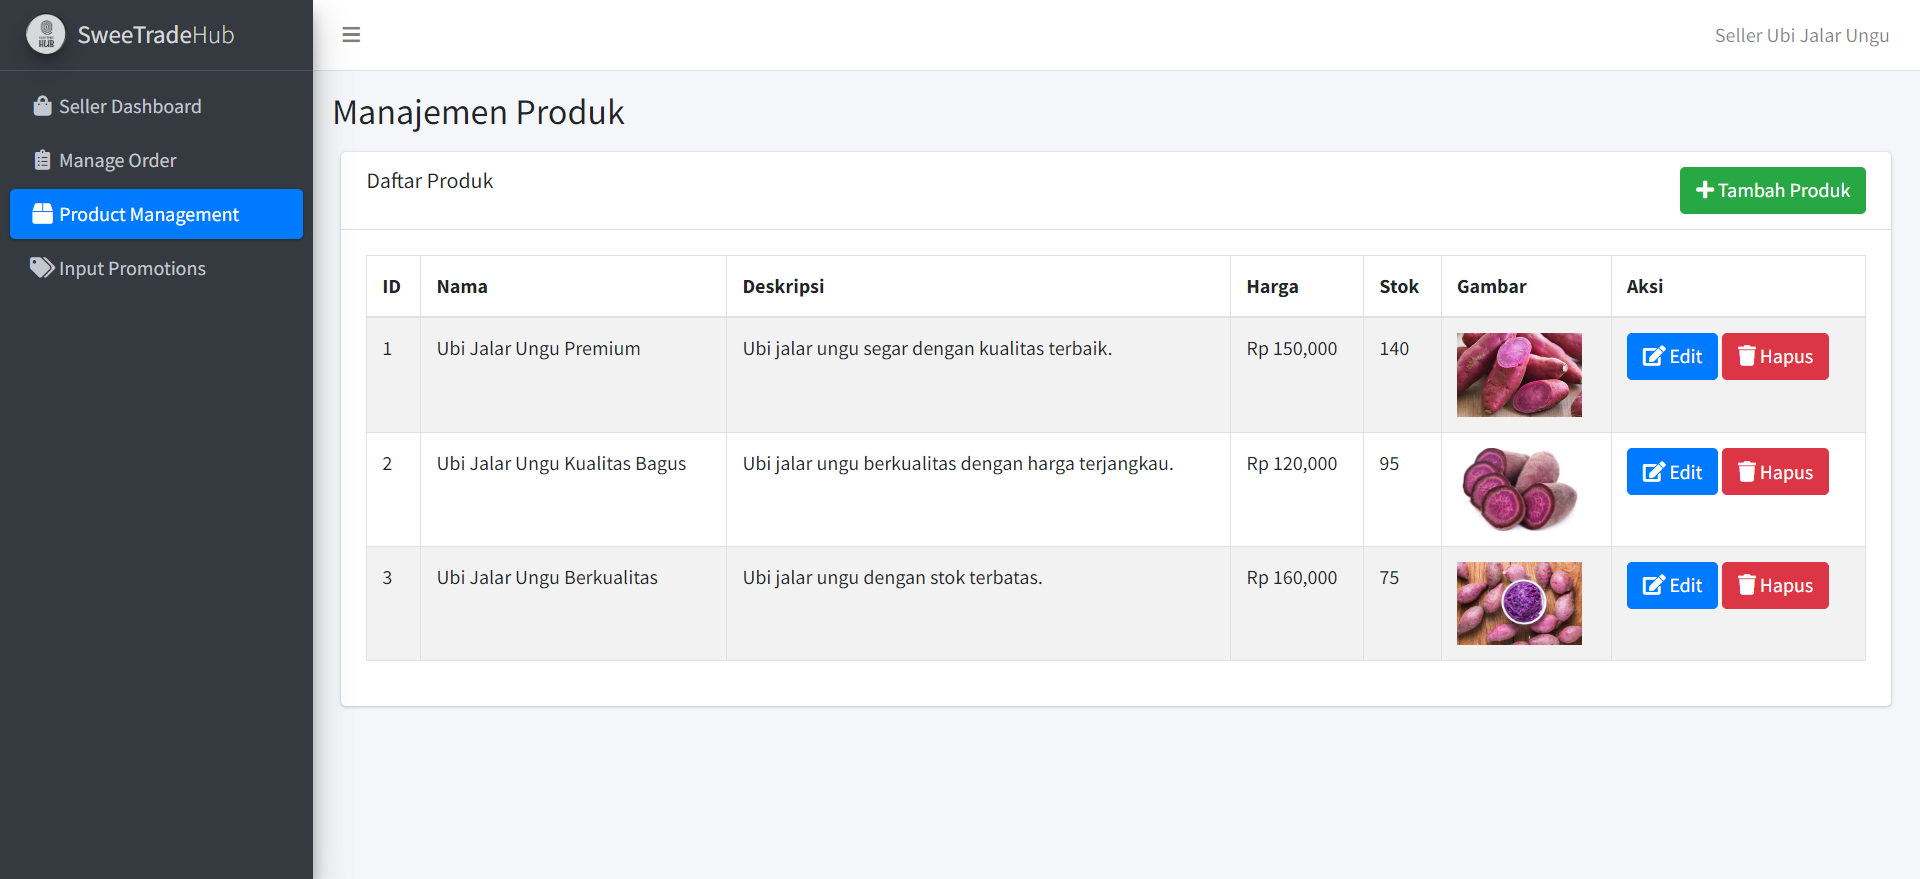 SweeTradeHub
Seller Ubi Jalar Ungu
Seller Dashboard
Manage Order
Product Management
Input Promotions
Manajemen Produk
Daftar Produk
Tambah Produk
ID Nama Deskripsi Harga Stok Gambar Aksi
1 Ubi Jalar Ungu Premium Ubi jalar ungu segar dengan kualitas terbaik. Rp 150,000 140 Edit Hapus
2 Ubi Jalar Ungu Kualitas Bagus Ubi jalar ungu berkualitas dengan harga terjangkau. Rp 120,000 95 Edit Hapus
3 Ubi Jalar Ungu Berkualitas Ubi jalar ungu dengan stok terbatas. Rp 160,000 75 Edit Hapus